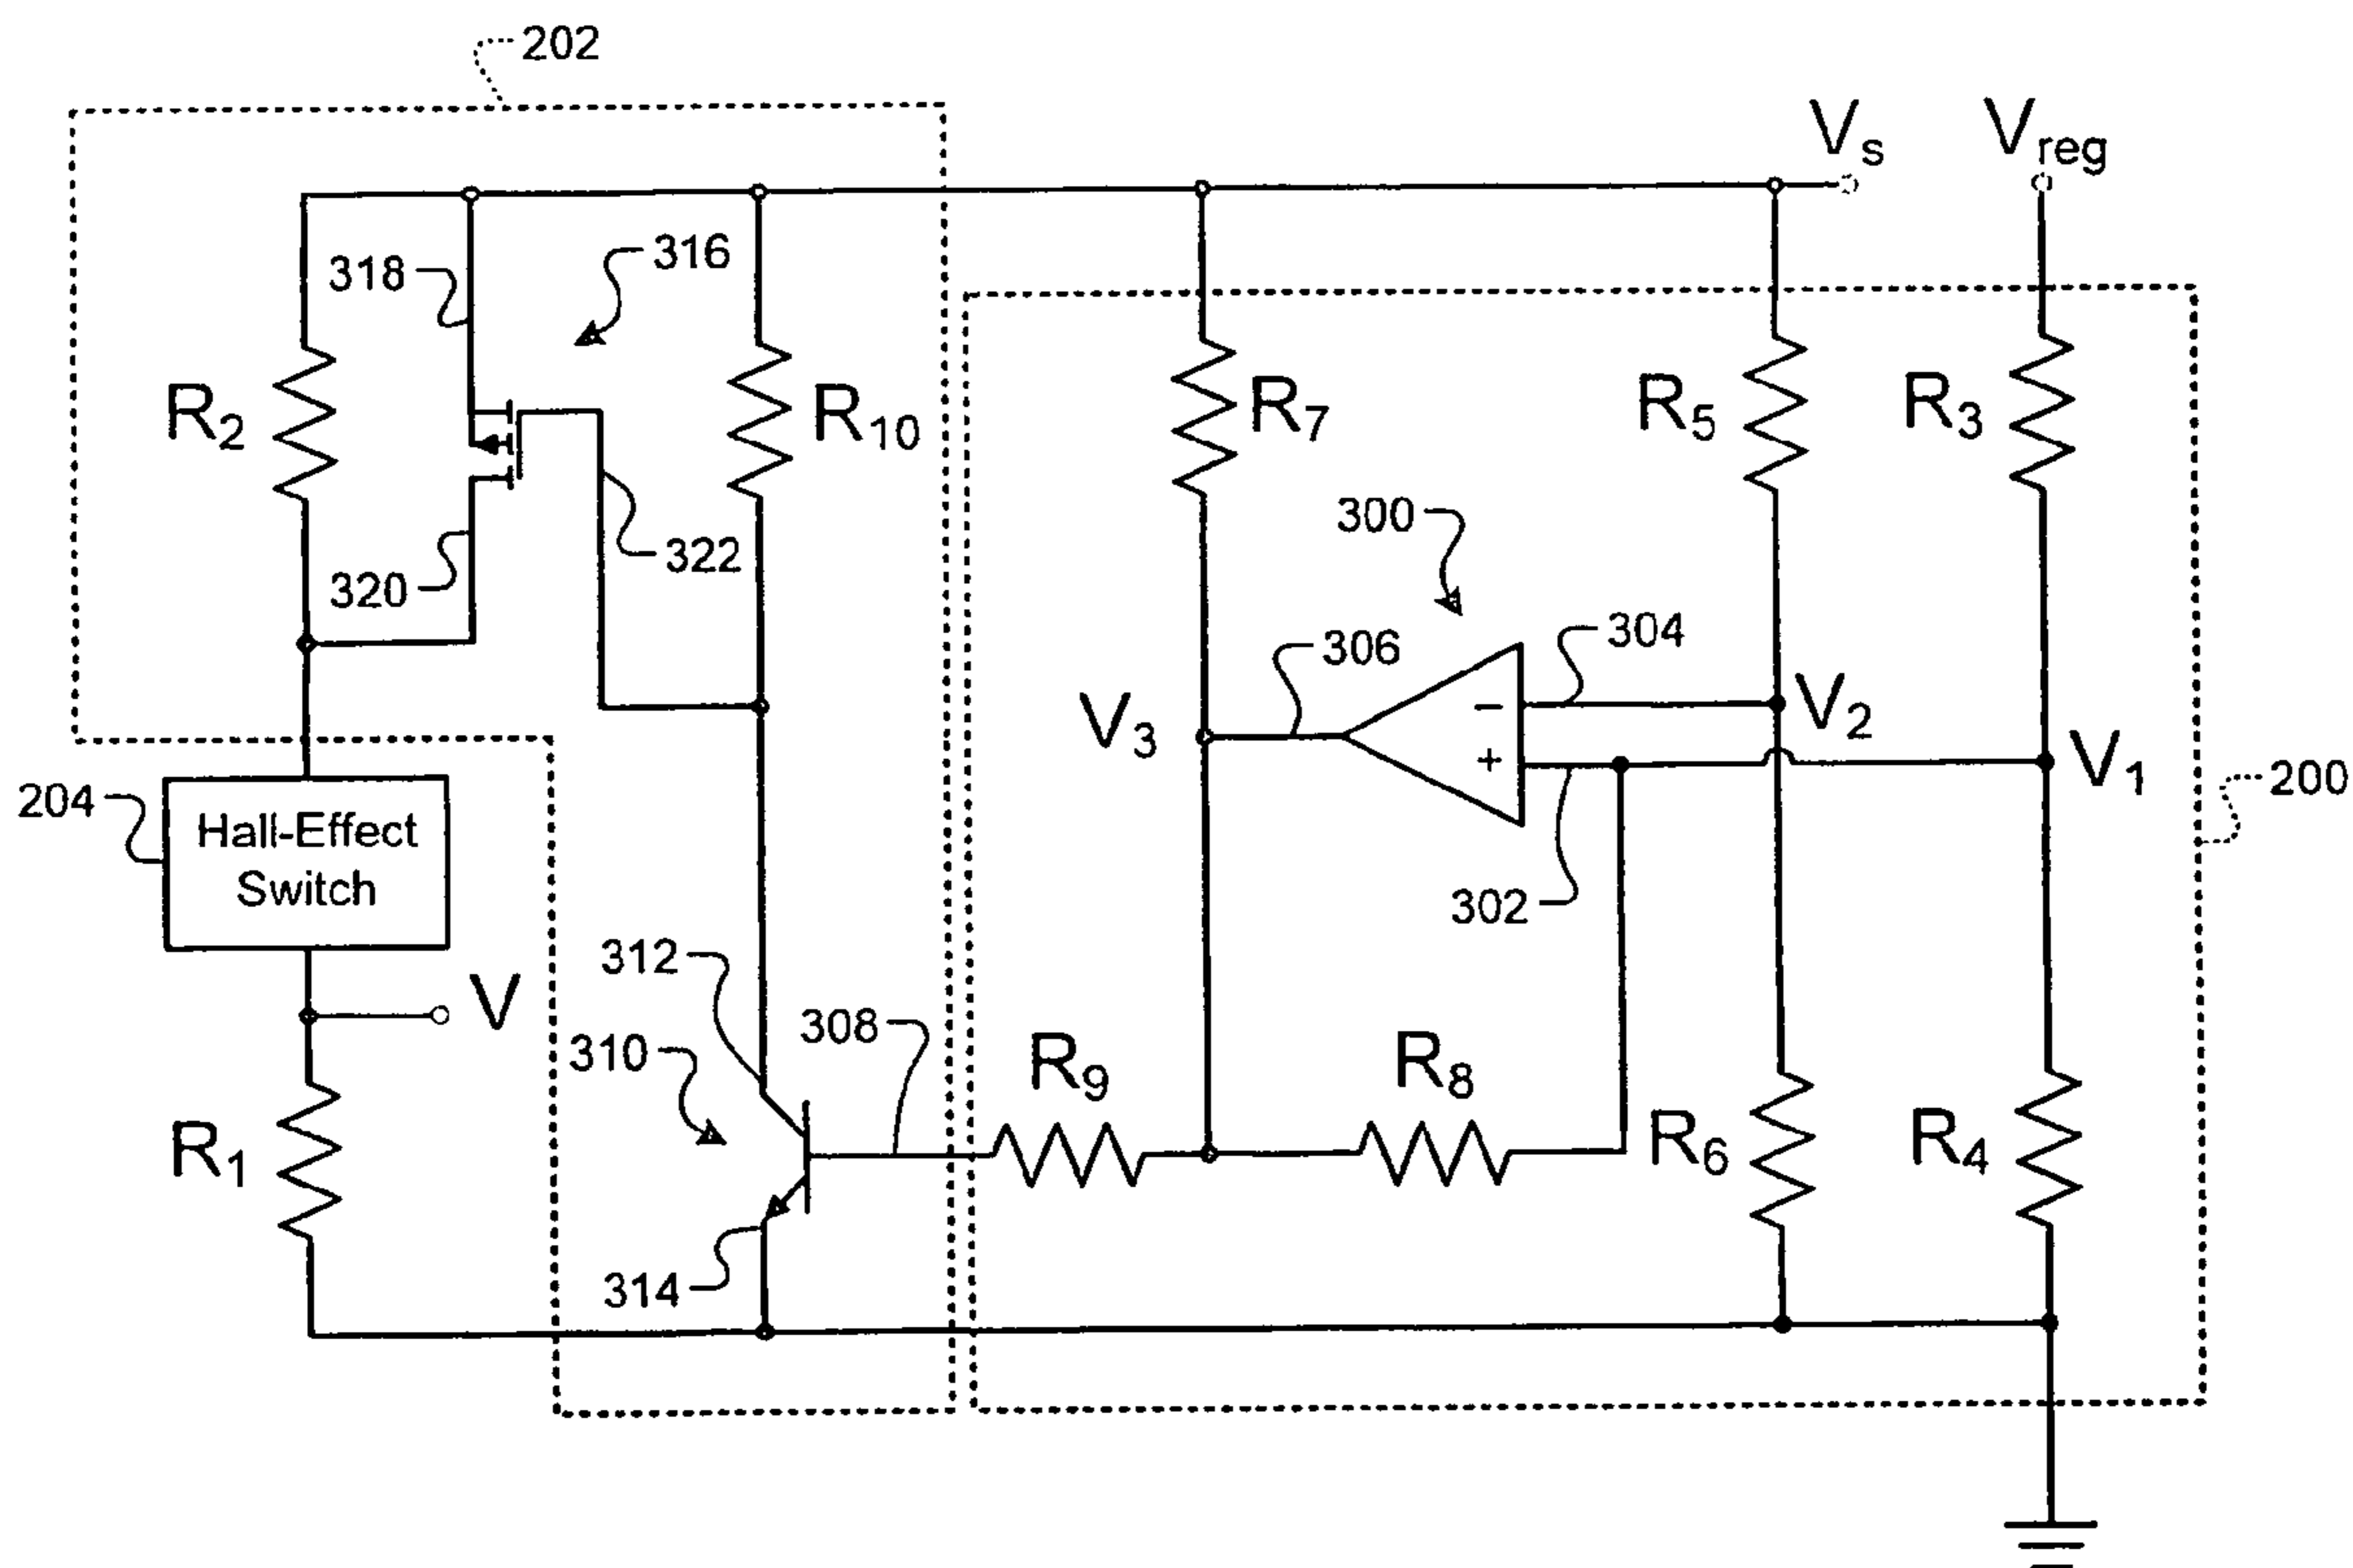 202
Vs
Vreg
318
316
R2
R10
R7
R5
R3
300
320
322
306
304
V3
−
V2
+
V1
204
Hall-Effect
Switch
200
302
312
V
308
310
R9
R8
R1
R6
R4
314